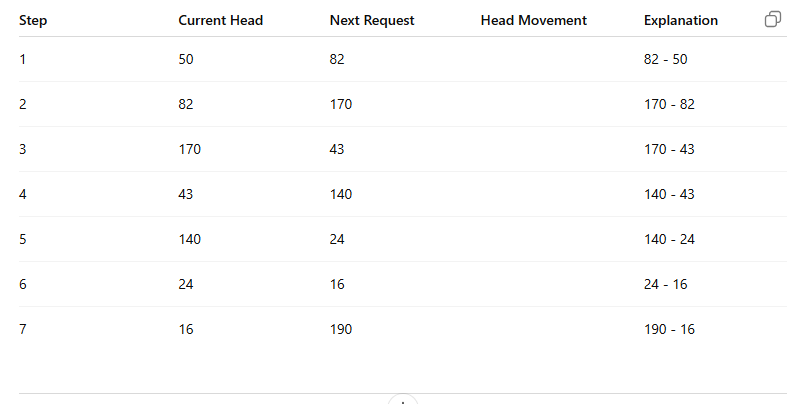 Step Current Head Next Request Head Movement Explanation
1 50 82 82 - 50
2 82 170 170 - 82
3 170 43 170 - 43
4 43 140 140 - 43
5 140 24 140 - 24
6 24 16 24 - 16
7 16 190 190 - 16